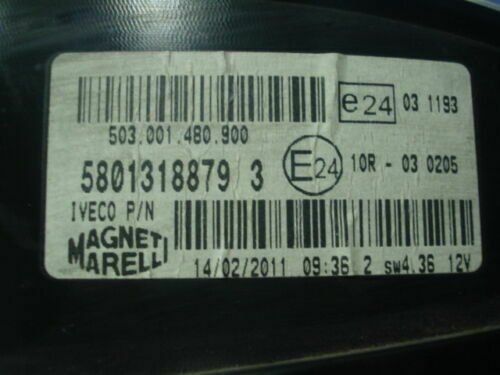 e24 03 1193
503.001.480.900
5801318879 3 E24 10R - 03 0205
IVECO P/N
MAGNETI
MARELLI
14/02/2011 09:36 2 sw4.36 12V